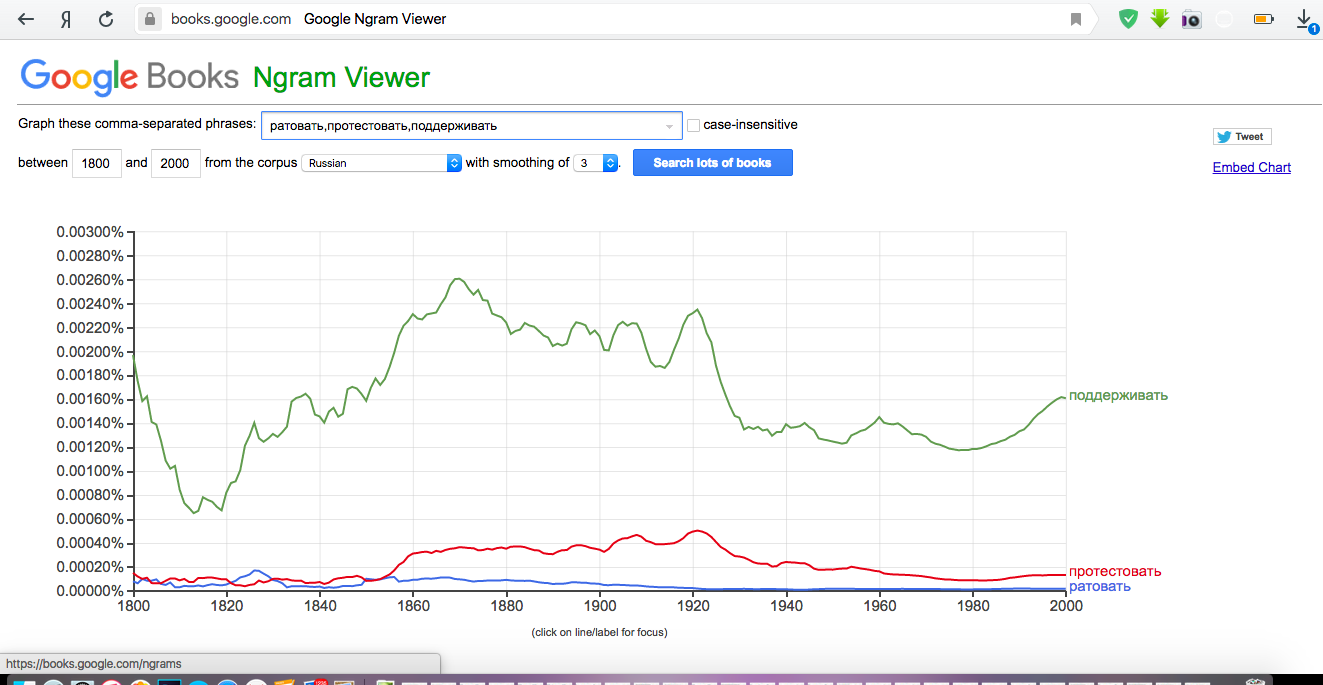 books.google.com Google Ngram Viewer
1
Google Books Ngram Viewer
Graph these comma-separated phrases: ратовать,протестовать,поддерживать case-insensitive
between 1800 and 2000 from the corpus Russian with smoothing of 3 . Search lots of books
Tweet
Embed Chart
0.00300%
0.00280%
0.00260%
0.00240%
0.00220%
0.00200%
0.00180%
0.00160%
0.00140%
0.00120%
0.00100%
0.00080%
0.00060%
0.00040%
0.00020%
0.00000%
поддерживать
протестовать
ратовать
1800 1820 1840 1860 1880 1900 1920 1940 1960 1980 2000
(click on line/label for focus)
https://books.google.com/ngrams